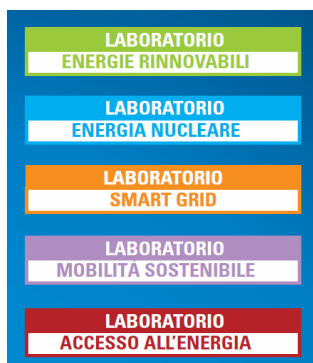 LABORATORIO
ENERGIE RINNOVABILI
LABORATORIO
ENERGIA NUCLEARE
LABORATORIO
SMART GRID
LABORATORIO
MOBILITÀ SOSTENIBILE
LABORATORIO
ACCESSO ALL'ENERGIA